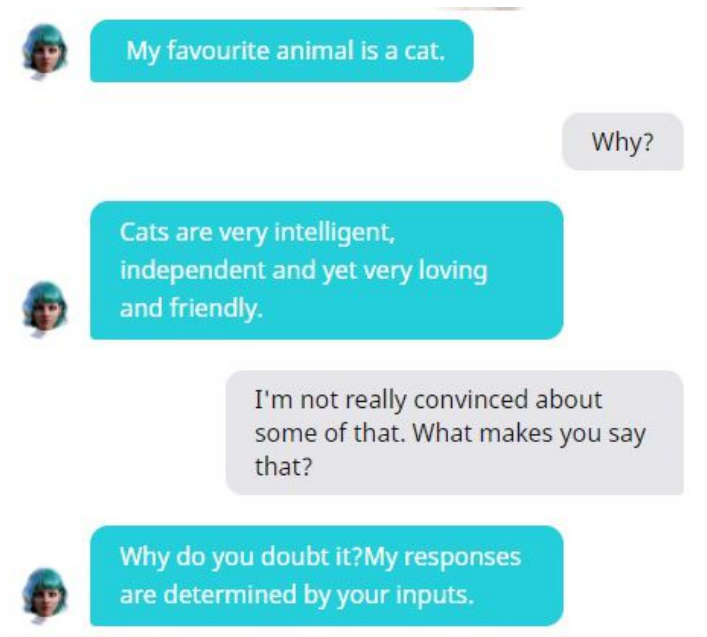 My favourite animal is a cat.
Why?
Cats are very intelligent,
independent and yet very loving
and friendly.
I'm not really convinced about
some of that. What makes you say
that?
Why do you doubt it?My responses
are determined by your inputs.